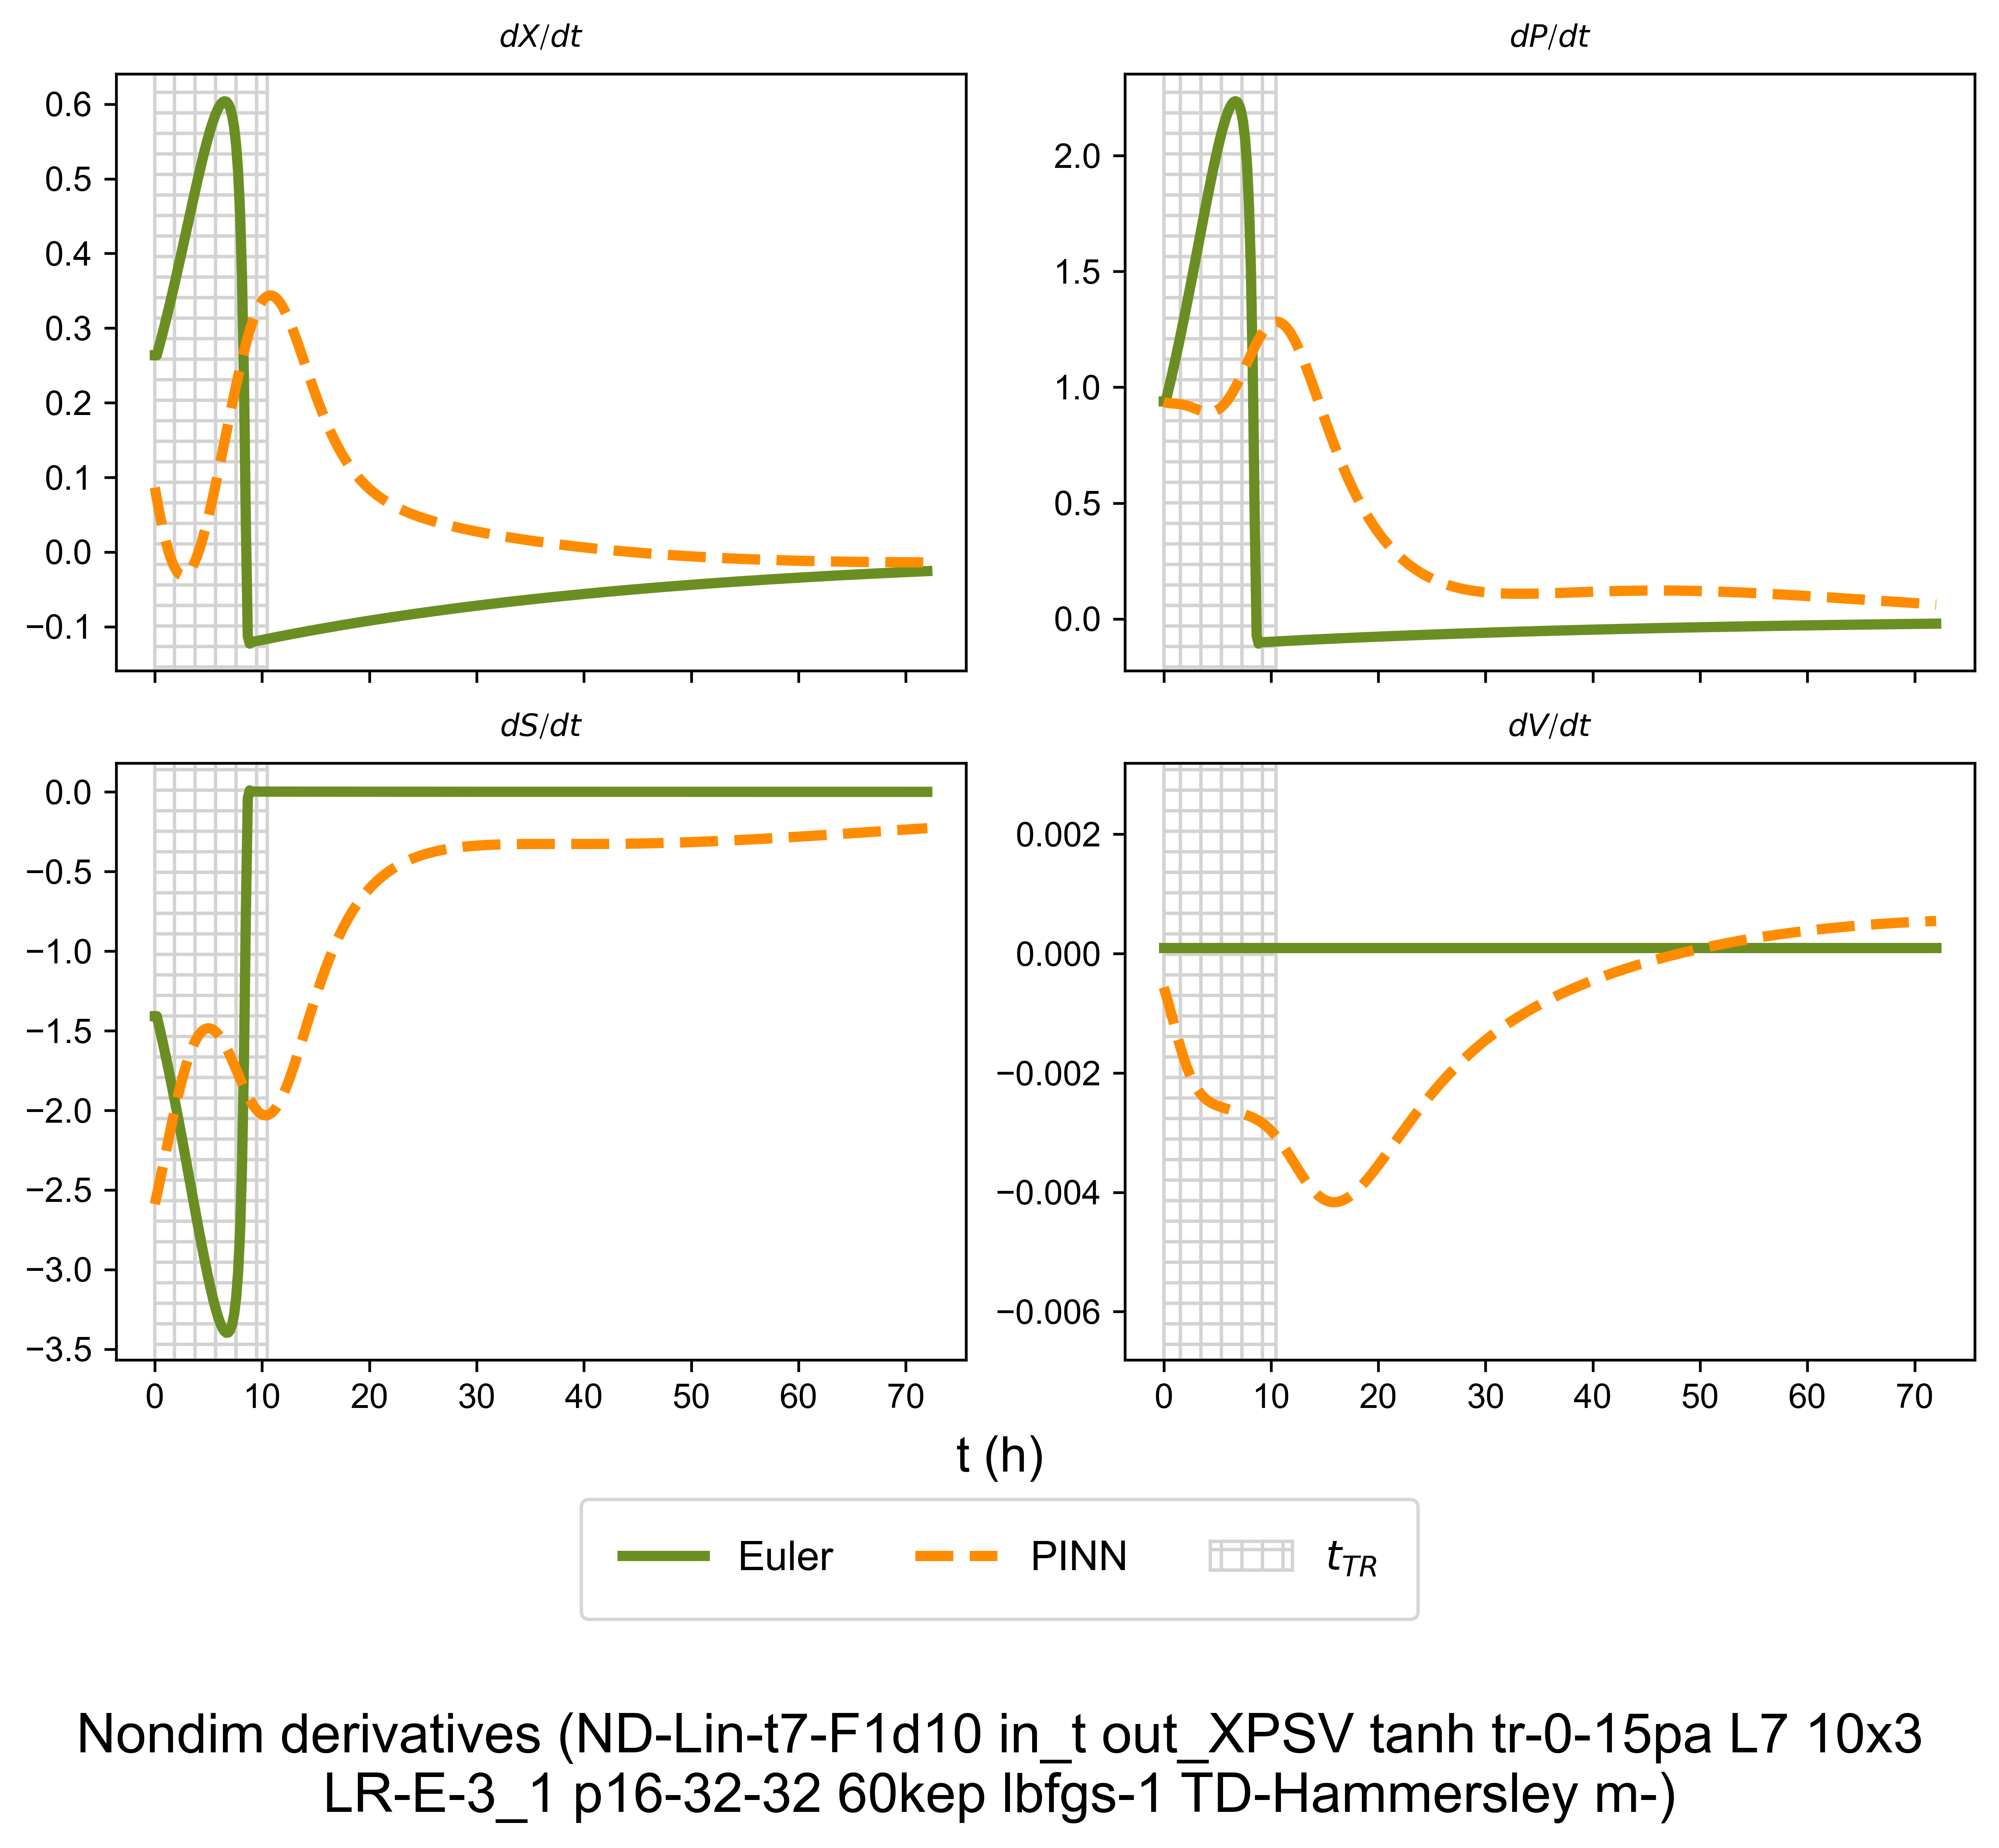 dX/dt
dP/dt
0.6
0.5
0.4
0.3
0.2
0.1
0.0
−0.1
2.0
1.5
1.0
0.5
0.0
dS/dt
dV/dt
0.0
−0.5
−1.0
−1.5
−2.0
−2.5
−3.0
−3.5
0.002
0.000
−0.002
−0.004
−0.006
0 10 20 30 40 50 60 70
0 10 20 30 40 50 60 70
t (h)
Euler PINN t_TR
Nondim derivatives (ND-Lin-t7-F1d10 in_t out_XPSV tanh tr-0-15pa L7 10x3
LR-E-3_1 p16-32-32 60kep lbfgs-1 TD-Hammersley m-)